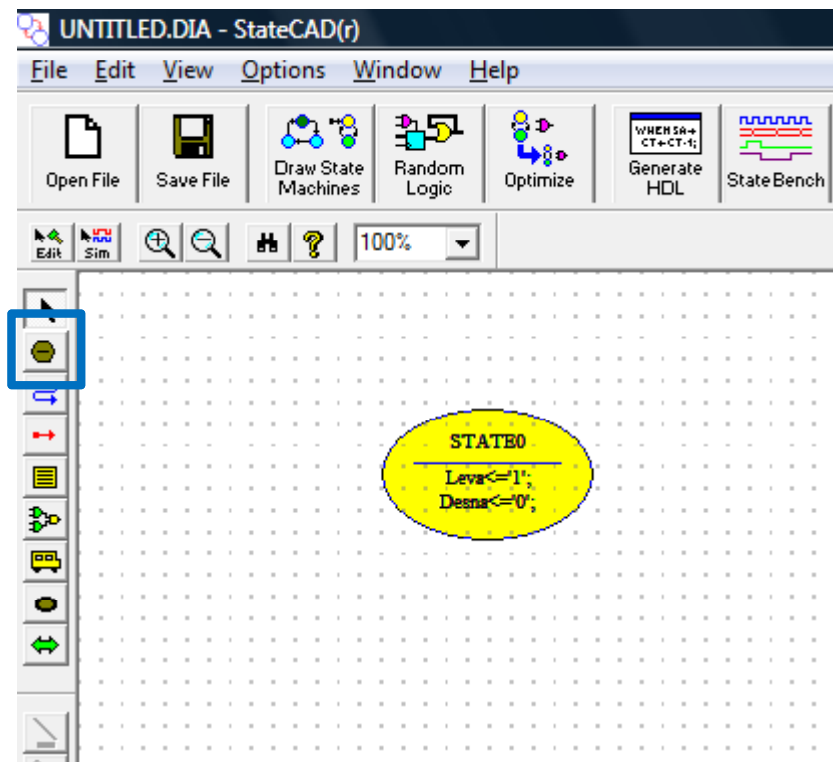 UNTITLED.DIA - StateCAD(r)
File Edit View Options Window Help
WHEN SA→
CT←CT-1;
Open File Save File Draw State Machines Random Logic Optimize Generate HDL State Bench
Edit Sim 100%
STATE0
Leva<='1';
Desna<='0';